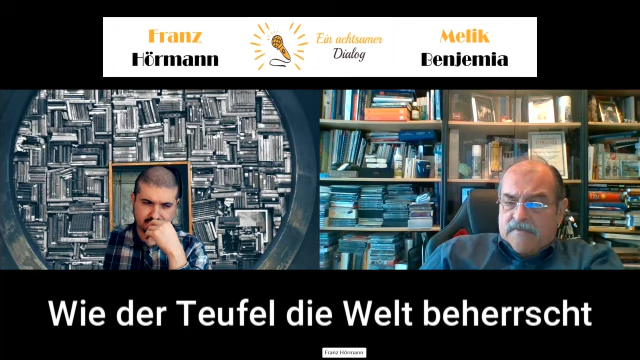 Franz
Hörmann
Ein achtsamer
Dialog
Melik
Benjemia
Wie der Teufel die Welt beherrscht
Franz Hörmann